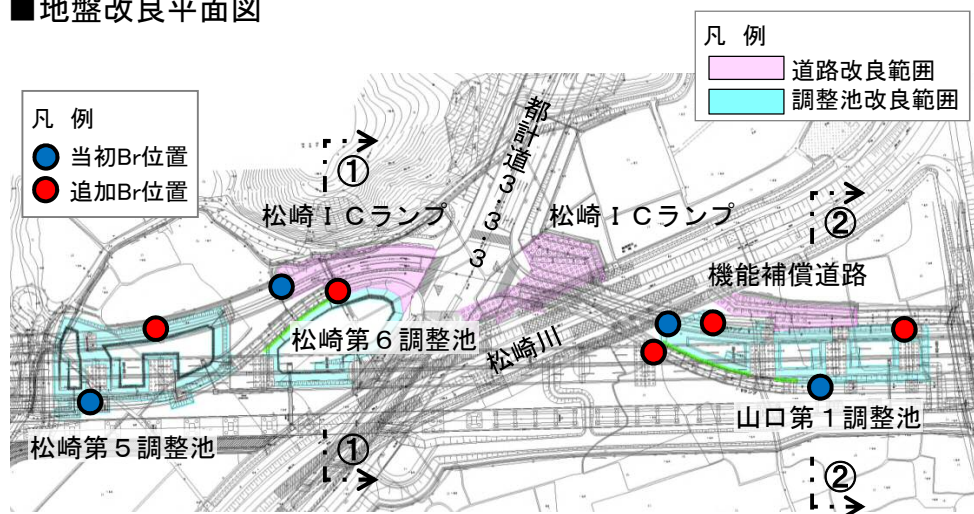 ■地盤改良平面図
凡 例
道路改良範囲
調整池改良範囲
凡 例
当初Br位置
追加Br位置
都計道3・3・3
①
②
松崎ICランプ
松崎ICランプ
機能補償道路
松崎第6調整池
松崎川
山口第1調整池
松崎第5調整池
①
②